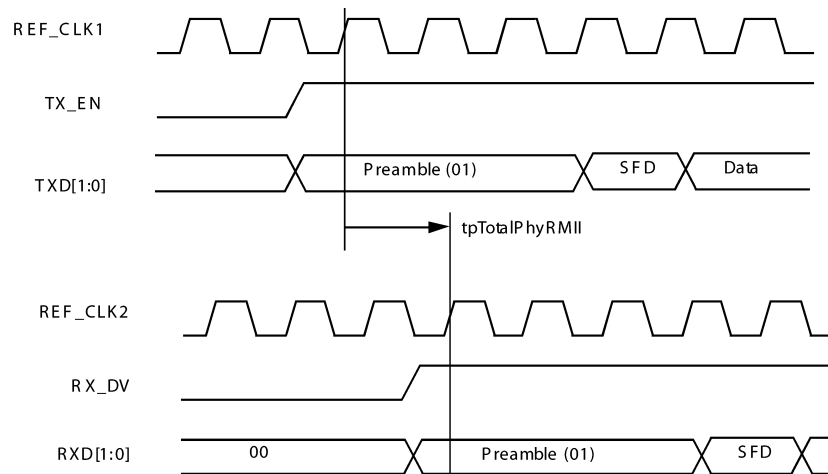 REF_CLK1
TX_EN
TXD[1:0]
Preamble (01)
SFD
Data
tpTotalPhyRMII
REF_CLK2
RX_DV
RXD[1:0]
00
Preamble (01)
SFD